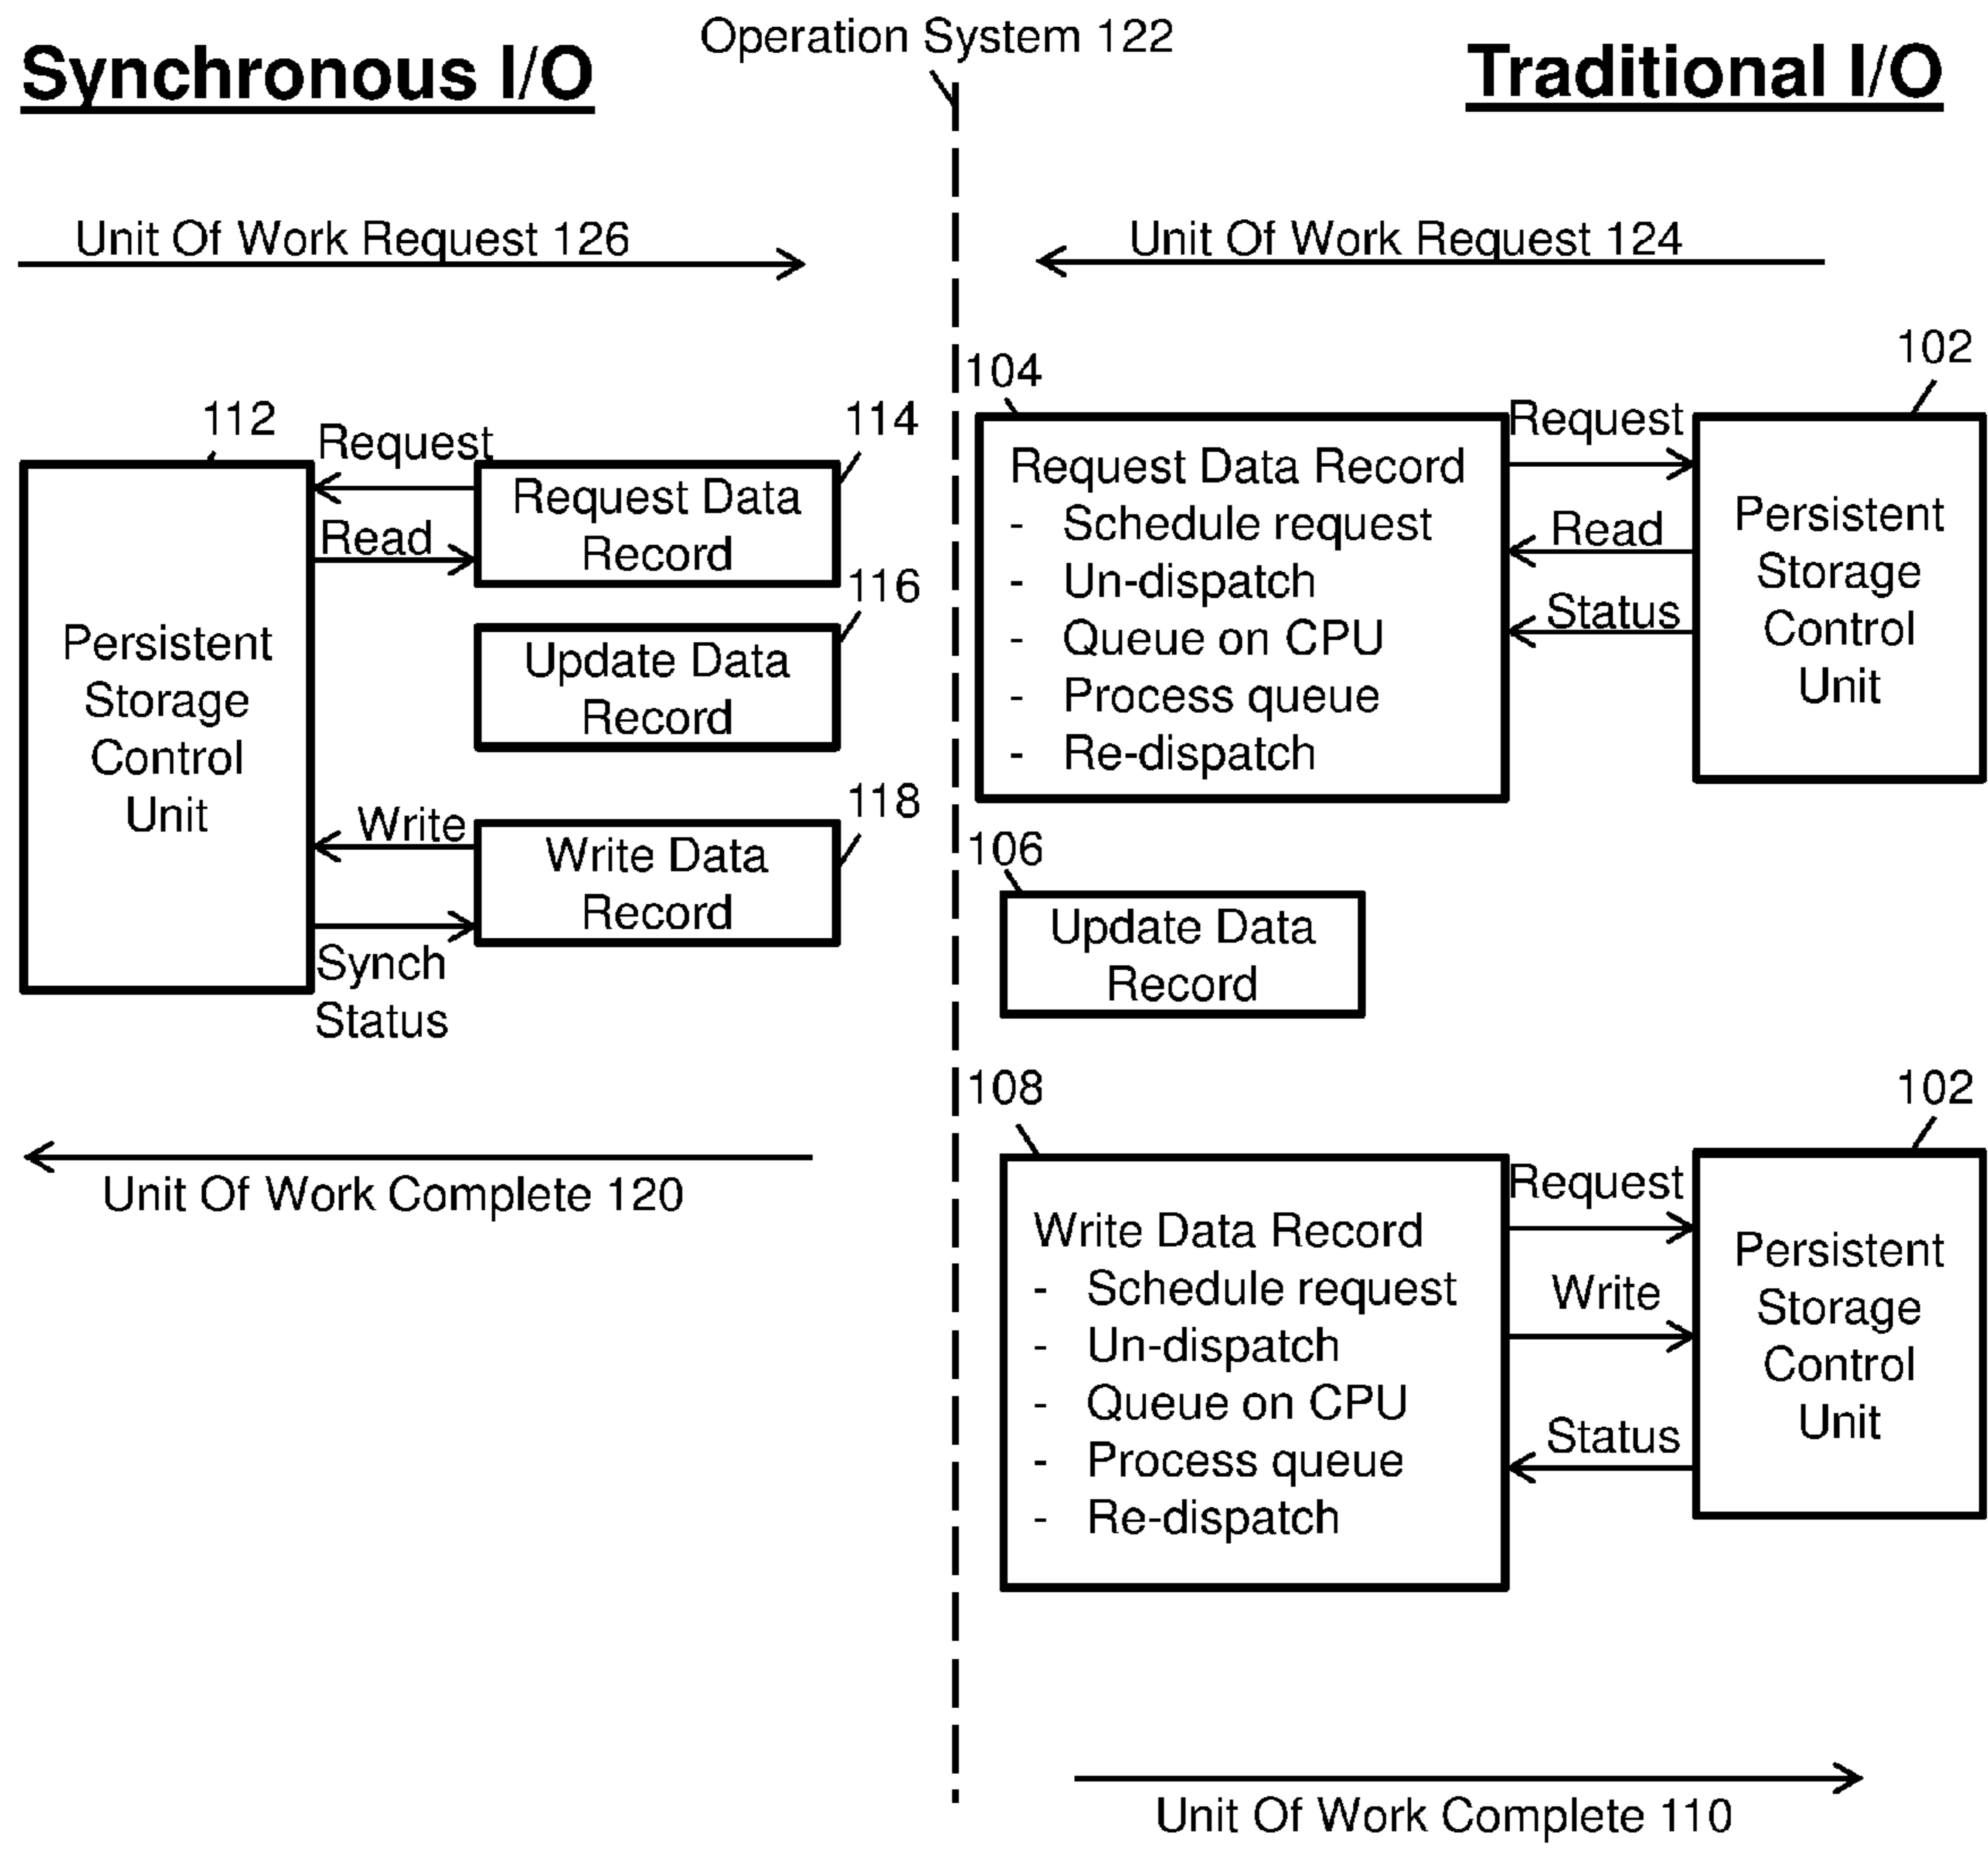 Operation System 122
Synchronous I/O
Traditional I/O
Unit Of Work Request 126
Unit Of Work Request 124
112
Request
114
Request Data
Record
Read
116
Persistent
Storage
Control
Unit
Update Data
Record
118
Write
Write Data
Record
Synch
Status
Unit Of Work Complete 120
104
102
Request Data Record
- Schedule request
- Un-dispatch
- Queue on CPU
- Process queue
- Re-dispatch
Request
Read
Status
Persistent
Storage
Control
Unit
106
Update Data
Record
108
102
Write Data Record
- Schedule request
- Un-dispatch
- Queue on CPU
- Process queue
- Re-dispatch
Request
Write
Status
Persistent
Storage
Control
Unit
Unit Of Work Complete 110